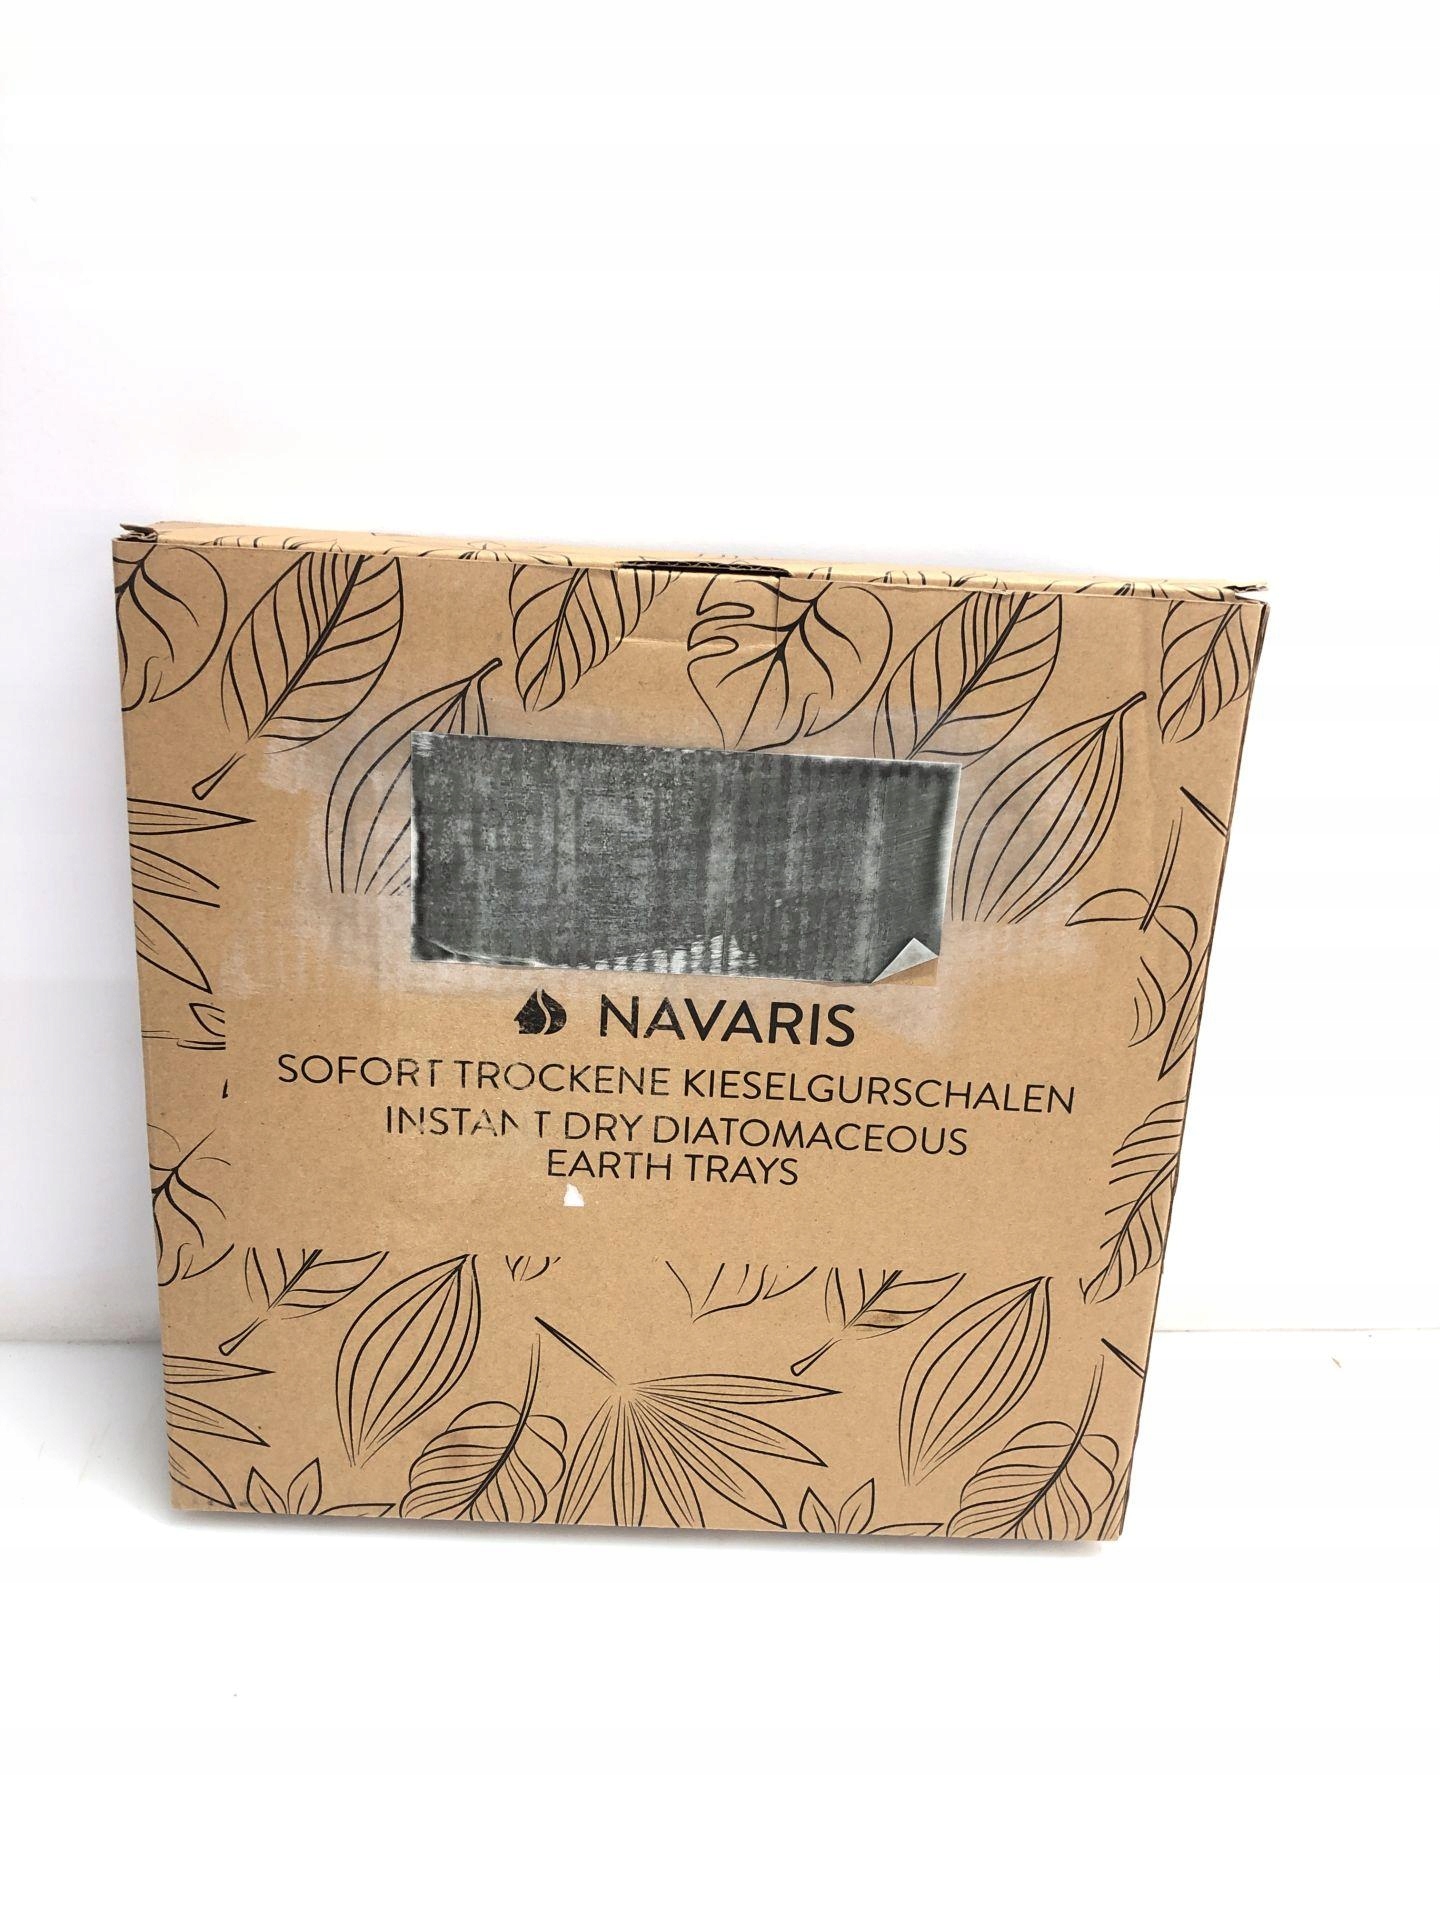 NAVARIS
SOFORT TROCKENE KIESELGURSCHALEN
INSTANT DRY DIATOMACEOUS
EARTH TRAYS